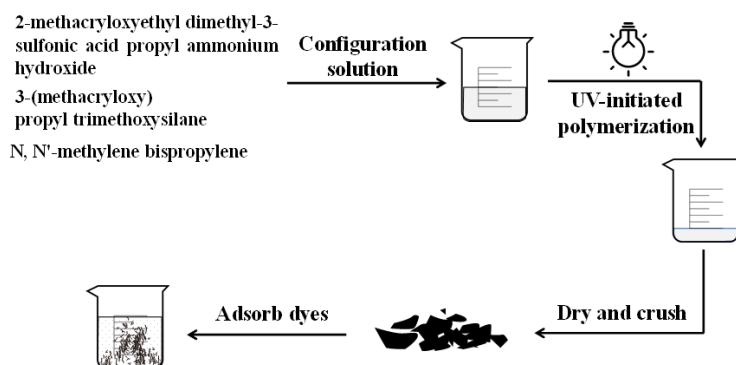 2-methacryloxyethyl dimethyl-3-
sulfonic acid propyl ammonium
hydroxide
3-(methacryloxy)
propyl trimethoxysilane
N, N'-methylene bispropylene
Configuration
solution
UV-initiated
polymerization
Dry and crush
Adsorb dyes